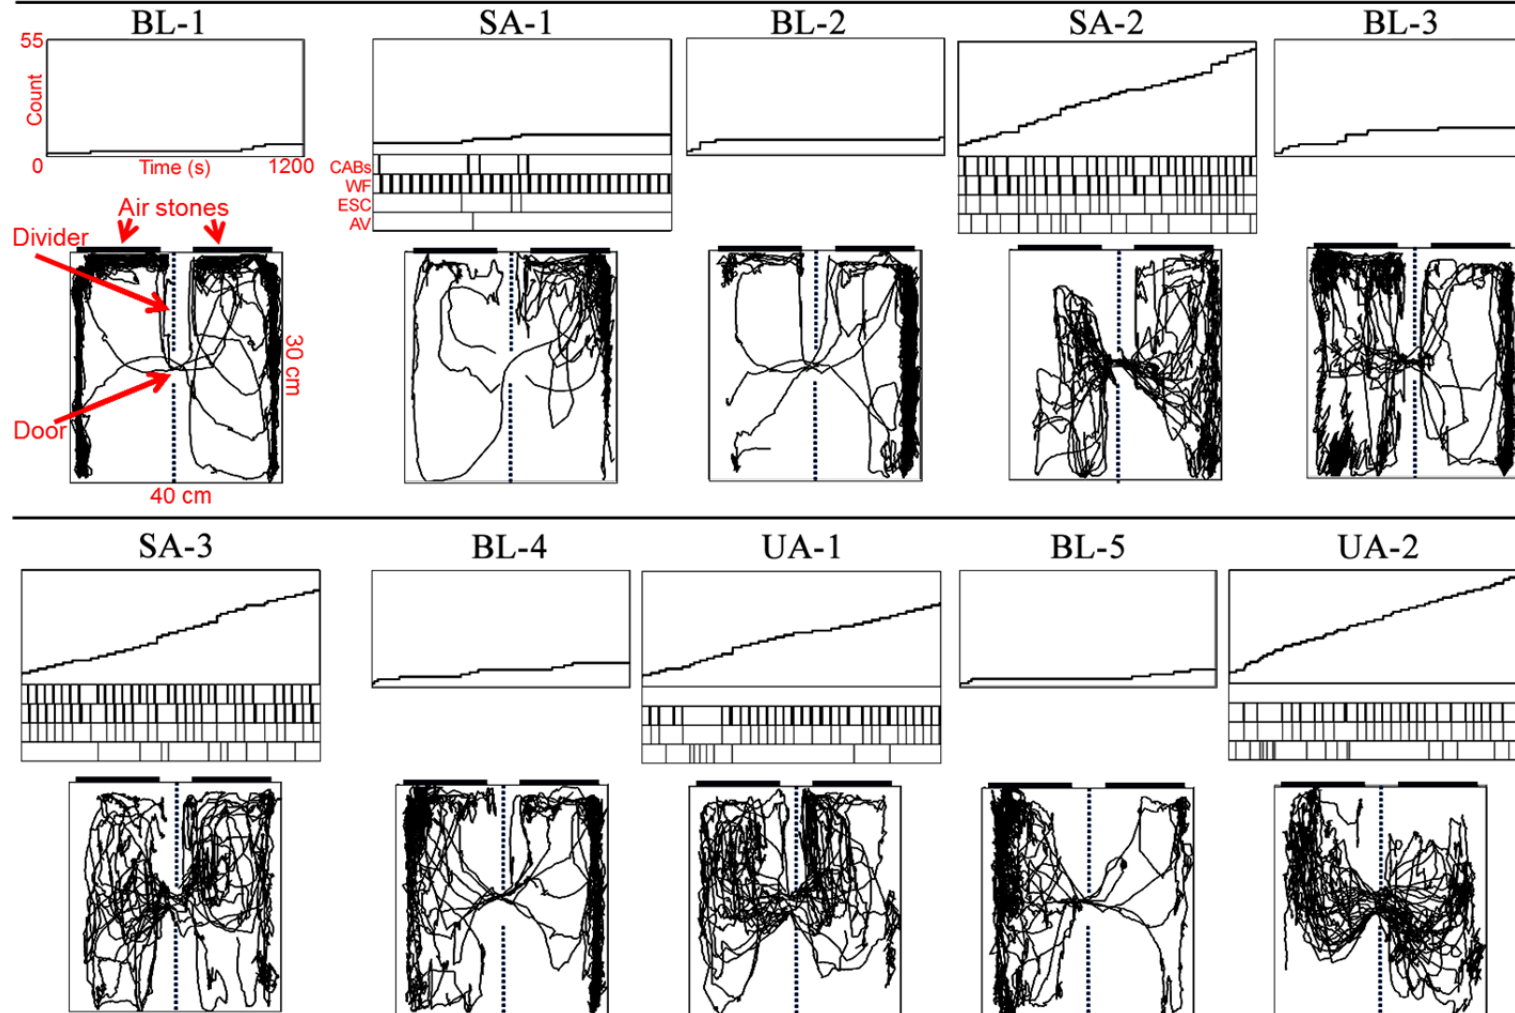 BL-1 SA-1 BL-2 SA-2 BL-3
55
Count
0 Time (s) 1200
CABs
WF
ESC
AV
Air stones
Divider
30 cm
Door
40 cm
SA-3 BL-4 UA-1 BL-5 UA-2